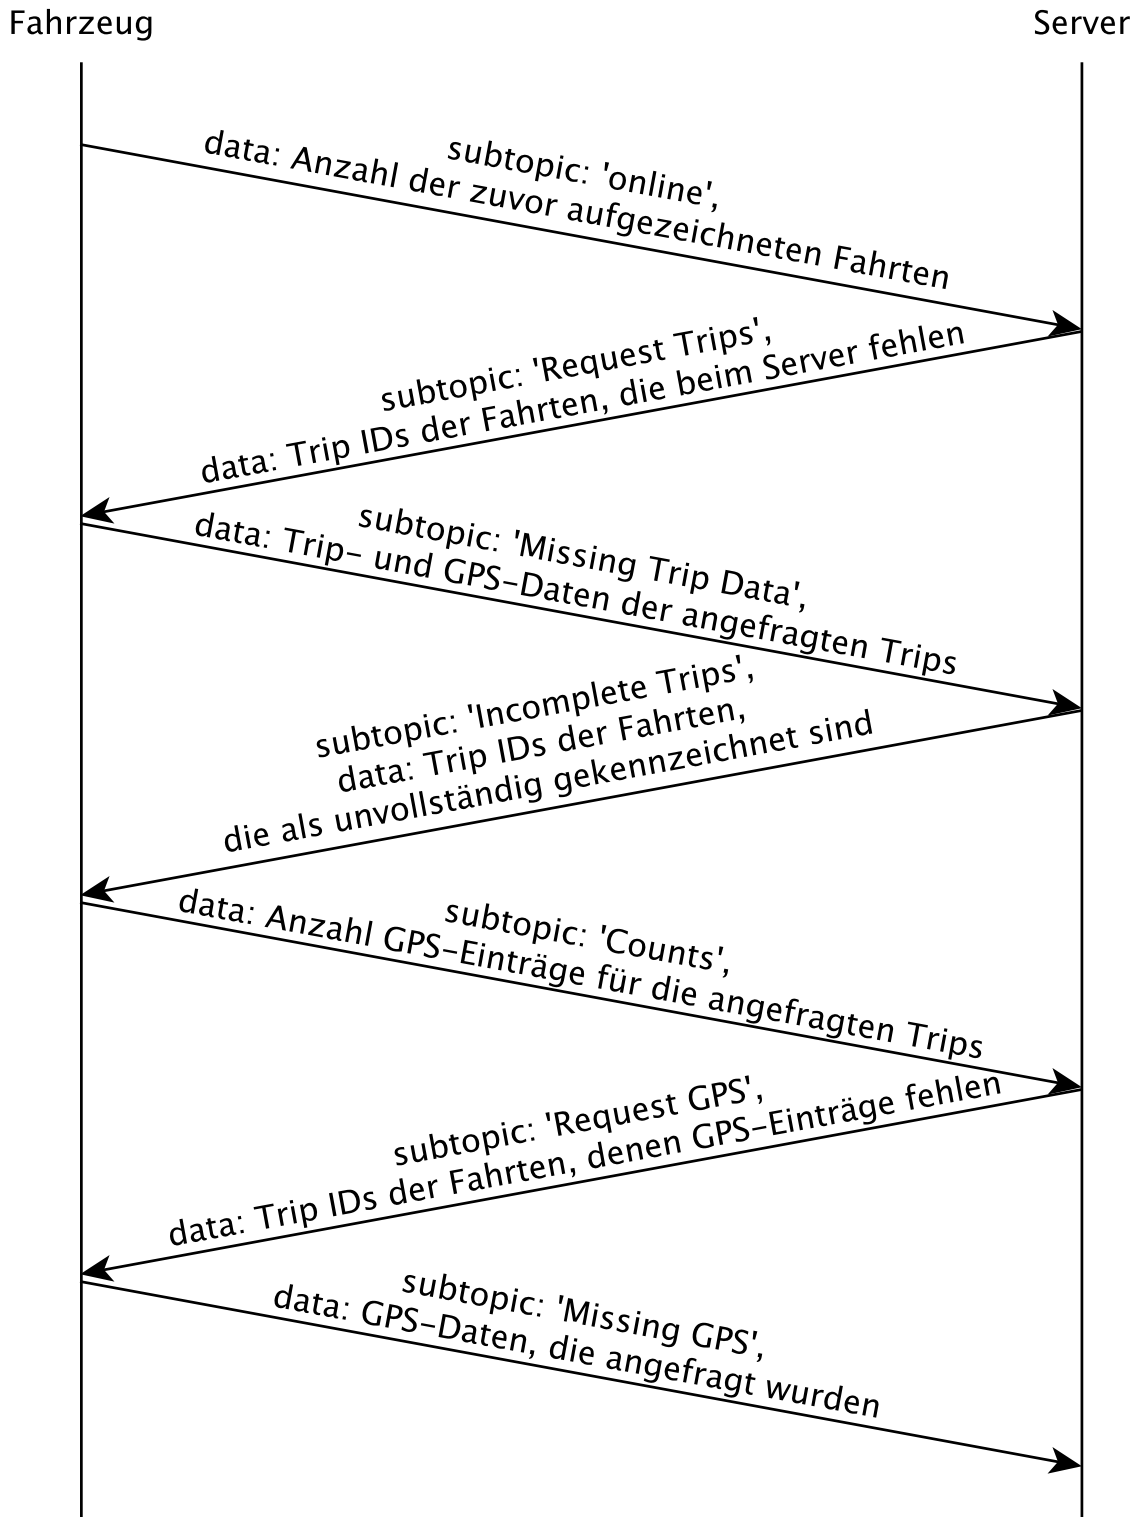 Fahrzeug
Server
subtopic: 'online',
data: Anzahl der zuvor aufgezeichneten Fahrten
subtopic: 'Request Trips',
data: Trip IDs der Fahrten, die beim Server fehlen
subtopic: 'Missing Trip Data',
data: Trip- und GPS-Daten der angefragten Trips
subtopic: 'Incomplete Trips',
data: Trip IDs der Fahrten,
die als unvollständig gekennzeichnet sind
subtopic: 'Counts',
data: Anzahl GPS-Einträge für die angefragten Trips
subtopic: 'Request GPS',
data: Trip IDs der Fahrten, denen GPS-Einträge fehlen
subtopic: 'Missing GPS',
data: GPS-Daten, die angefragt wurden